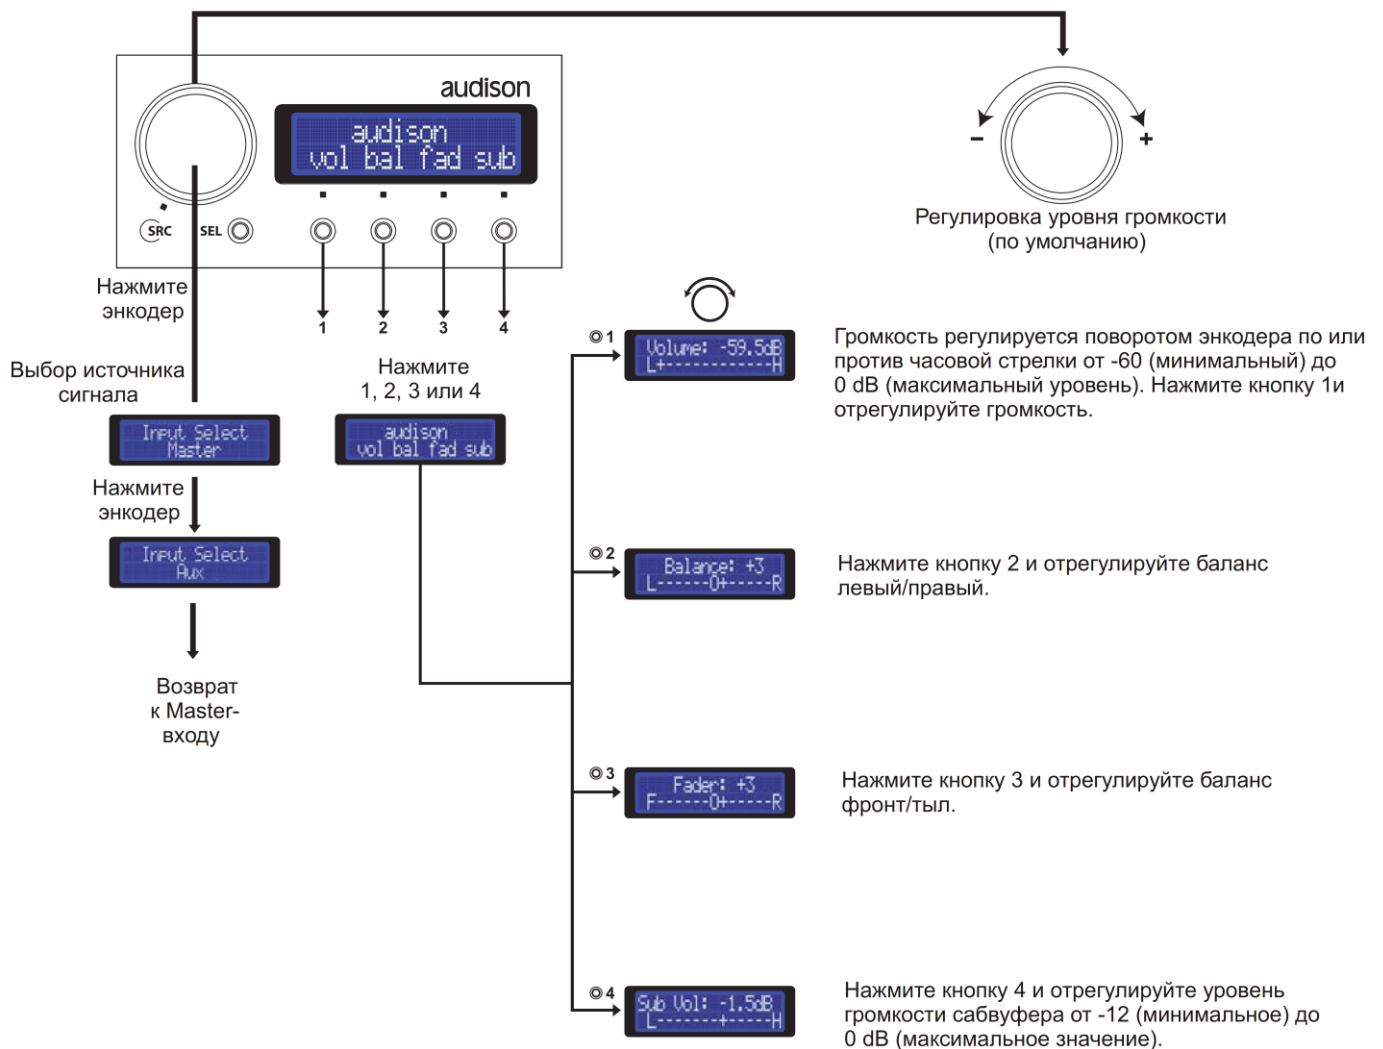 audison
audison
vol bal fad sub
SRC
SEL
- +
Регулировка уровня громкости
(по умолчанию)
Нажмите
энкодер
1 2 3 4
Выбор источника
сигнала
Нажмите
1, 2, 3 или 4
Input Select
Master
audison
vol bal fad sub
Нажмите
энкодер
Input Select
Aux
Возврат
к Master-
входу
1
Volume: -59.5dB
L+------------H
Громкость регулируется поворотом энкодера по или
против часовой стрелки от -60 (минимальный) до
0 dB (максимальный уровень). Нажмите кнопку 1и
отрегулируйте громкость.
2
Balance: +3
L------0+-----R
Нажмите кнопку 2 и отрегулируйте баланс
левый/правый.
3
Fader: +3
F------0+-----R
Нажмите кнопку 3 и отрегулируйте баланс
фронт/тыл.
4
Sub Vol: -1.5dB
L-------+-----H
Нажмите кнопку 4 и отрегулируйте уровень
громкости сабвуфера от -12 (минимальное) до
0 dB (максимальное значение).